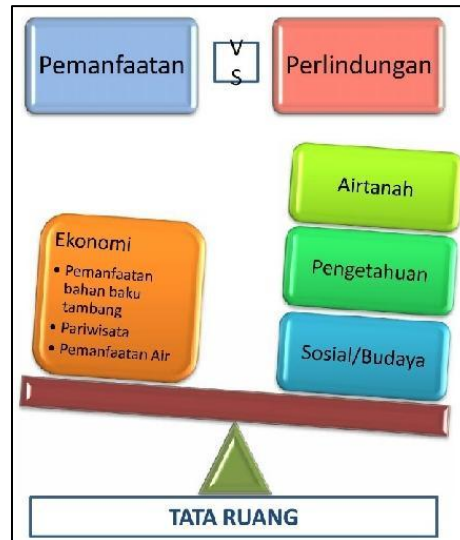 Pemanfaatan
V
S
Perlindungan
Airtanah
Ekonomi
• Pemanfaatan
bahan baku
tambang
• Pariwisata
• Pemanfaatan Air
Pengetahuan
Sosial/Budaya
TATA RUANG